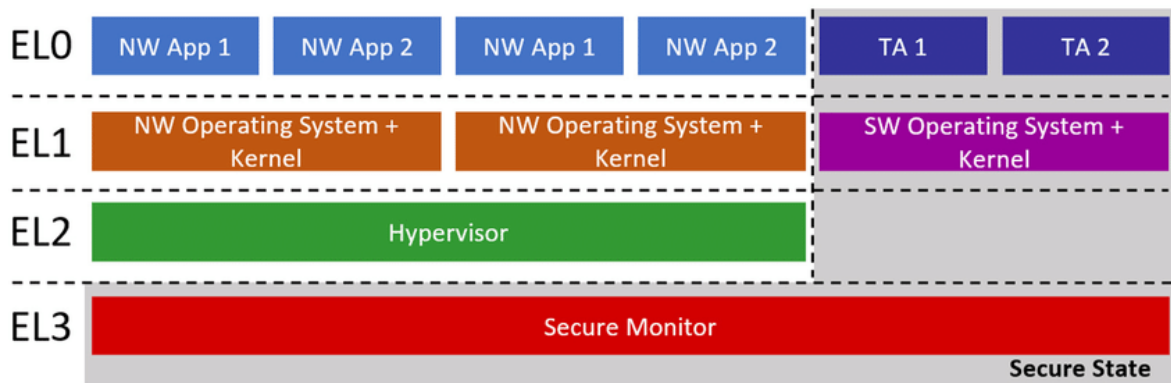 EL0
NW App 1
NW App 2
NW App 1
NW App 2
TA 1
TA 2
EL1
NW Operating System +
Kernel
NW Operating System +
Kernel
SW Operating System +
Kernel
EL2
Hypervisor
EL3
Secure Monitor
Secure State